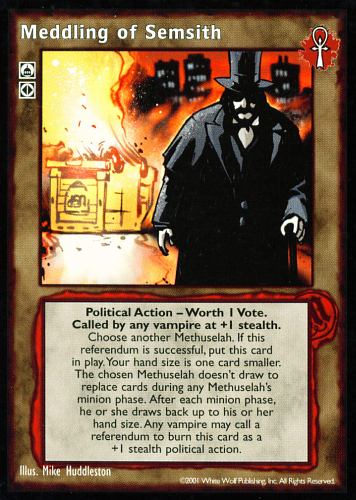 Meddling of Semsith
Political Action – Worth 1 Vote.
Called by any vampire at +1 stealth.
Choose another Methuselah. If this
referendum is successful, put this card
in play. Your hand size is one card smaller.
The chosen Methuselah doesn't draw to
replace cards during any Methuselah's
minion phase. After each minion phase,
he or she draws back up to his or her
hand size. Any vampire may call a
referendum to burn this card as a
+1 stealth political action.
Illus. Mike Huddleston
©2001 White Wolf Publishing, Inc. All Rights Reserved.